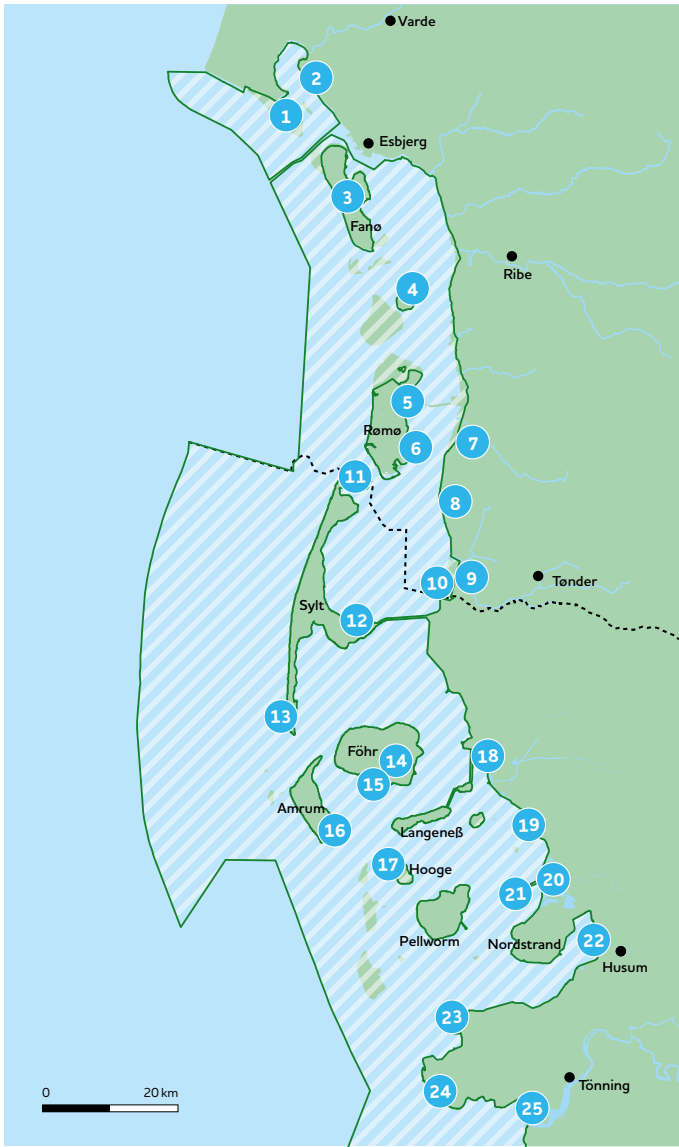 Varde
2
1
Esbjerg
3
Fanø
Ribe
4
5
Rømø
6
7
11
8
10
9
Tønder
Sylt
12
13
Föhr
14
18
15
Amrum
16
Langeneß
19
17
Hooge
20
21
Pellworm
Nordstrand
22
Husum
23
Tönning
24
25
0 20 km